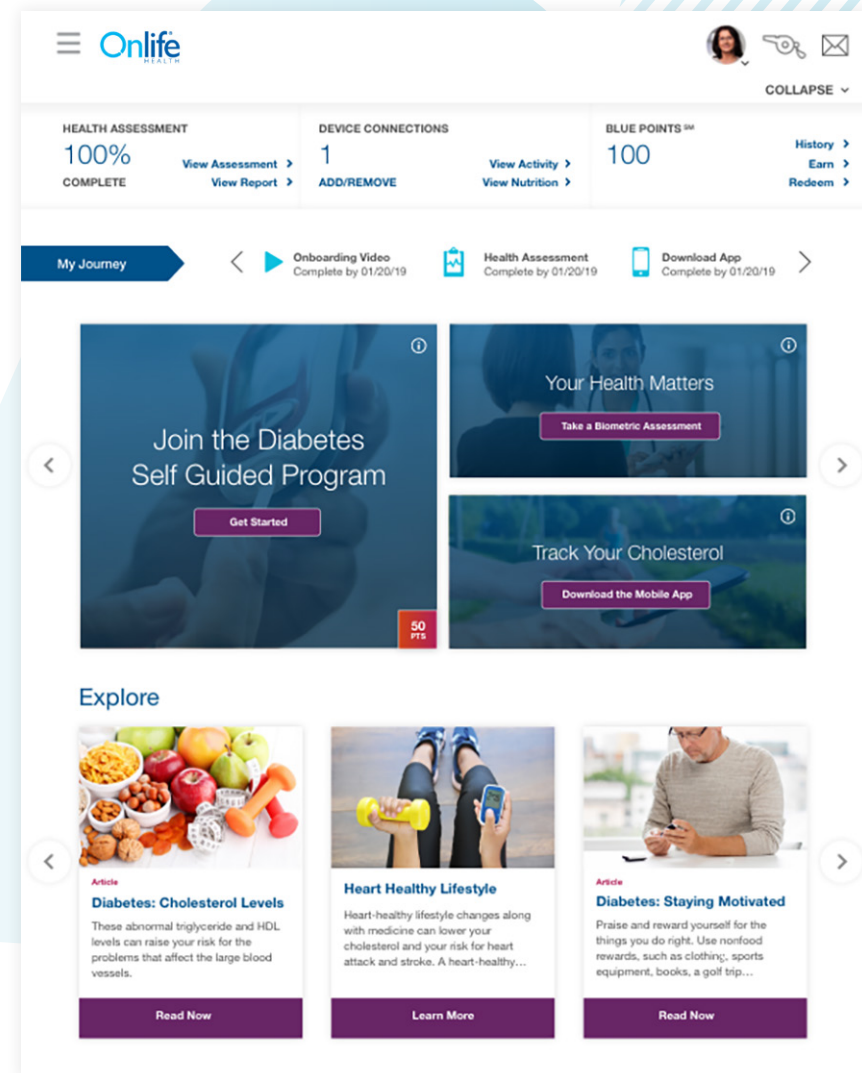 Onlife
HEALTH
COLLAPSE
HEALTH ASSESSMENT
100%
COMPLETE
View Assessment
View Report
DEVICE CONNECTIONS
1
ADD/REMOVE
View Activity
View Nutrition
BLUE POINTS℠
100
History
Earn
Redeem
My Journey
Onboarding Video
Complete by 01/20/19
Health Assessment
Complete by 01/20/19
Download App
Complete by 01/20/19
Join the Diabetes
Self Guided Program
Get Started
50
PTS
Your Health Matters
Take a Biometric Assessment
Track Your Cholesterol
Download the Mobile App
Explore
Article
Diabetes: Cholesterol Levels
These abnormal triglyceride and HDL
levels can raise your risk for the
problems that affect the large blood
vessels.
Read Now
Heart Healthy Lifestyle
Heart-healthy lifestyle changes along
with medicine can lower your
cholesterol and your risk for heart
attack and stroke. A heart-healthy...
Learn More
Article
Diabetes: Staying Motivated
Praise and reward yourself for the
things you do right. Use nonfood
rewards, such as clothing, sports
equipment, books, a golf trip...
Read Now